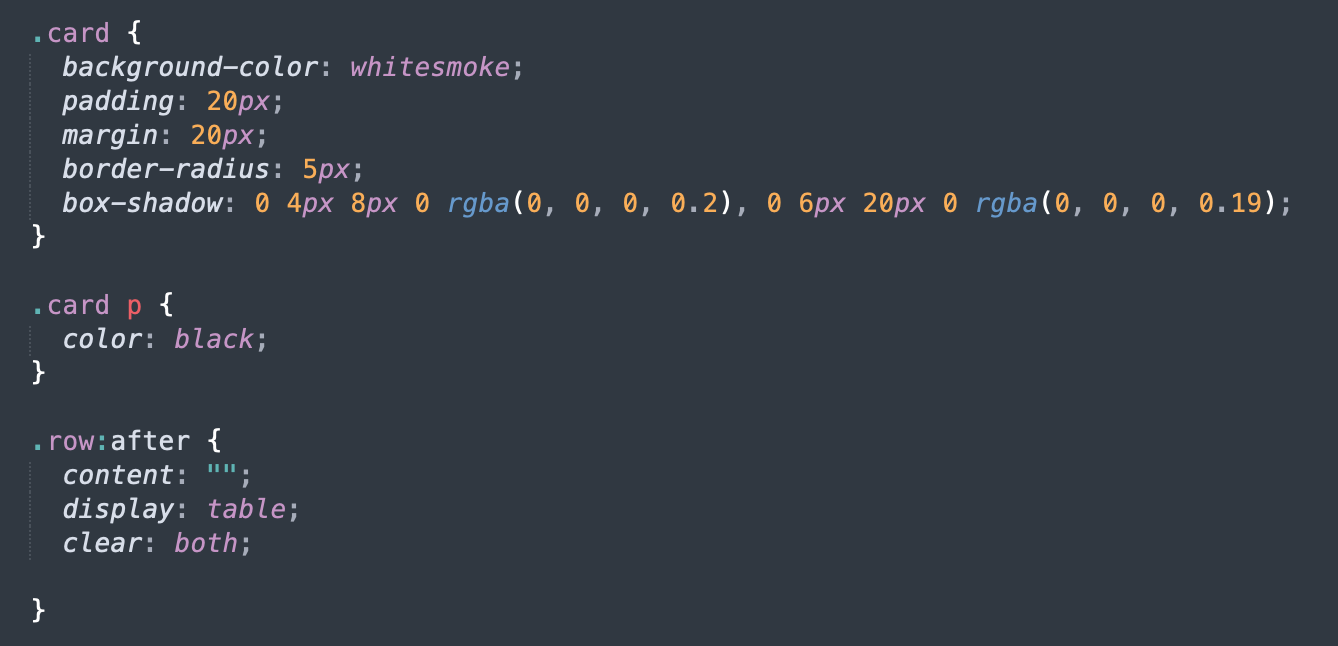 .card {
  background-color: whitesmoke;
  padding: 20px;
  margin: 20px;
  border-radius: 5px;
  box-shadow: 0 4px 8px 0 rgba(0, 0, 0, 0.2), 0 6px 20px 0 rgba(0, 0, 0, 0.19);
}

.card p {
  color: black;
}

.row:after {
  content: "";
  display: table;
  clear: both;

}